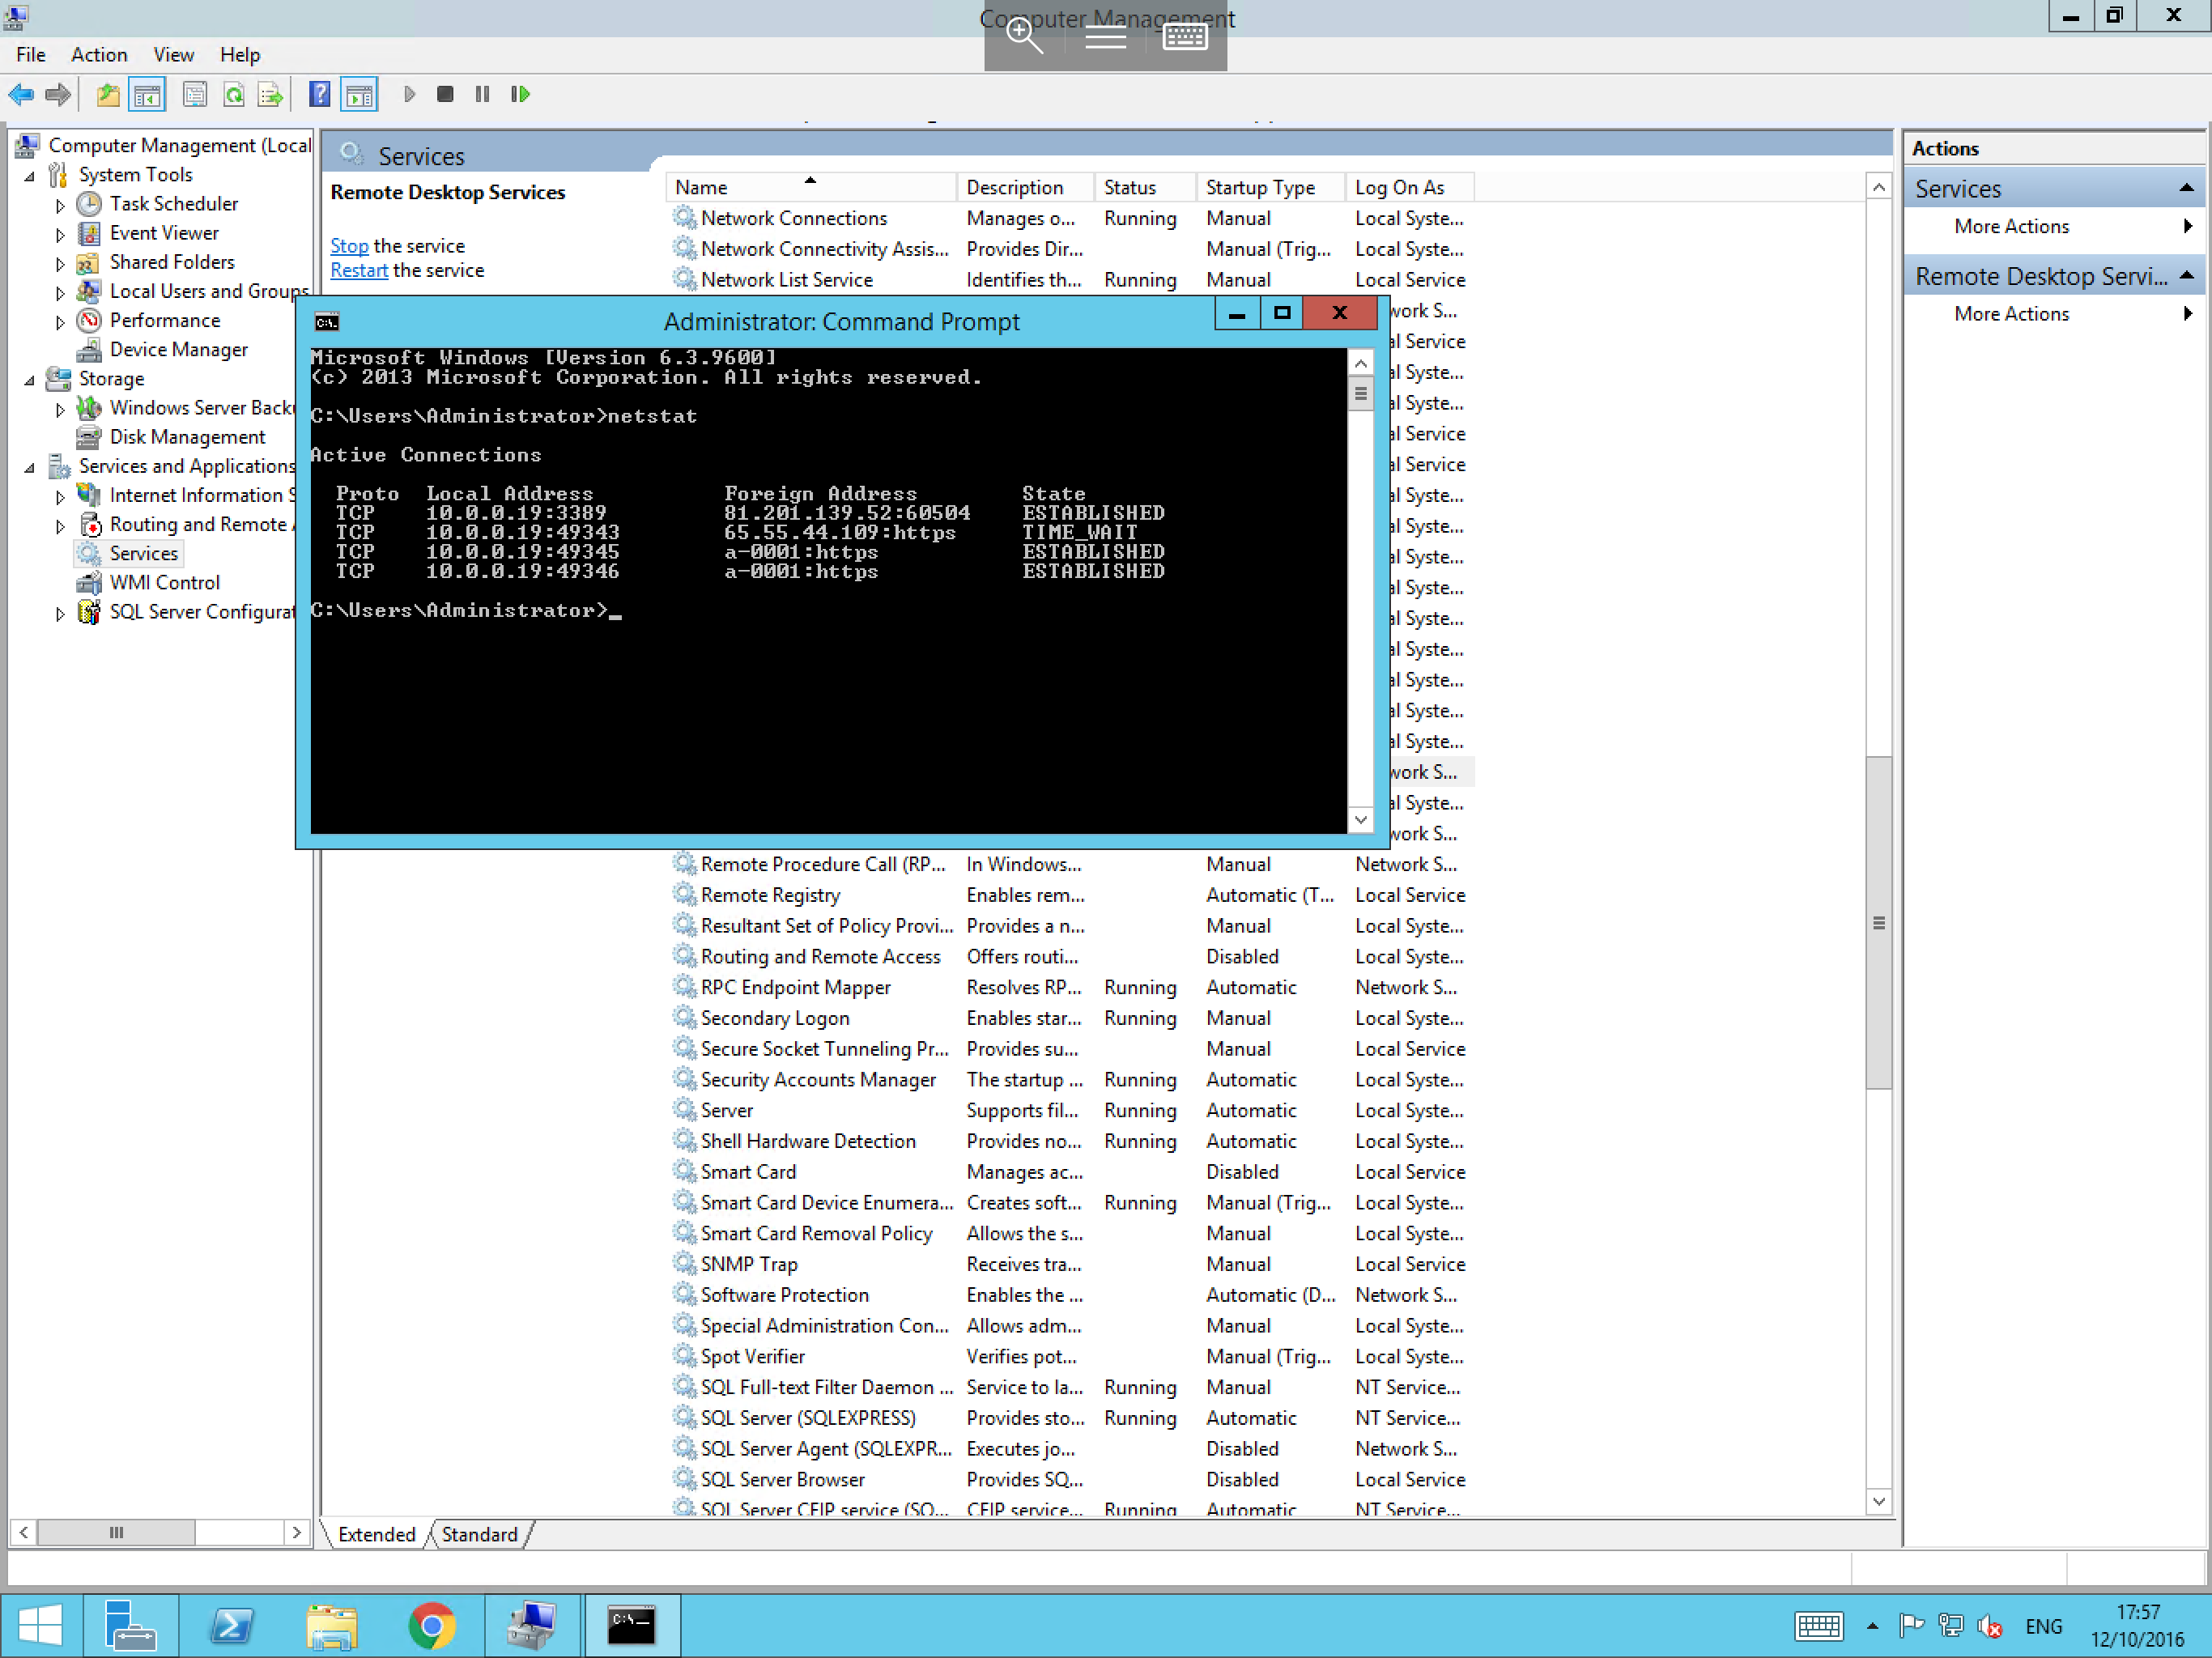 Computer Management
File Action View Help
Computer Management (Local
System Tools
Task Scheduler
Event Viewer
Shared Folders
Local Users and Groups
Performance
Device Manager
Storage
Windows Server Back
Disk Management
Services and Applications
Internet Information S
Routing and Remote A
Services
WMI Control
SQL Server Configurat
Services
Remote Desktop Services
Stop the service
Restart the service
Name Description Status Startup Type Log On As
Network Connections Manages o... Running Manual Local Syste...
Network Connectivity Assis... Provides Dir... Manual (Trig... Local Syste...
Network List Service Identifies th... Running Manual Local Service
work S...
al Service
al Syste...
al Syste...
al Service
al Service
al Syste...
al Syste...
al Syste...
al Syste...
al Syste...
al Syste...
al Syste...
al Syste...
al Syste...
work S...
al Syste...
work S...
Administrator: Command Prompt
Microsoft Windows [Version 6.3.9600]
(c) 2013 Microsoft Corporation. All rights reserved.
C:\Users\Administrator>netstat
Active Connections
Proto Local Address Foreign Address State
TCP 10.0.0.19:3389 81.201.139.52:60504 ESTABLISHED
TCP 10.0.0.19:49343 65.55.44.109:https TIME_WAIT
TCP 10.0.0.19:49345 a-0001:https ESTABLISHED
TCP 10.0.0.19:49346 a-0001:https ESTABLISHED
C:\Users\Administrator>_
Remote Procedure Call (RP... In Windows... Manual Network S...
Remote Registry Enables rem... Automatic (T... Local Service
Resultant Set of Policy Provi... Provides a n... Manual Local Syste...
Routing and Remote Access Offers routi... Disabled Local Syste...
RPC Endpoint Mapper Resolves RP... Running Automatic Network S...
Secondary Logon Enables star... Running Manual Local Syste...
Secure Socket Tunneling Pr... Provides su... Manual Local Service
Security Accounts Manager The startup ... Running Automatic Local Syste...
Server Supports fil... Running Automatic Local Syste...
Shell Hardware Detection Provides no... Running Automatic Local Syste...
Smart Card Manages ac... Disabled Local Service
Smart Card Device Enumera... Creates soft... Running Manual (Trig... Local Syste...
Smart Card Removal Policy Allows the s... Manual Local Syste...
SNMP Trap Receives tra... Manual Local Service
Software Protection Enables the ... Automatic (D... Network S...
Special Administration Con... Allows adm... Manual Local Syste...
Spot Verifier Verifies pot... Manual (Trig... Local Syste...
SQL Full-text Filter Daemon ... Service to la... Running Manual NT Service...
SQL Server (SQLEXPRESS) Provides sto... Running Automatic NT Service...
SQL Server Agent (SQLEXPR... Executes jo... Disabled Network S...
SQL Server Browser Provides SQ... Disabled Local Service
SQL Server CEIP service (SQ... CEIP service... Running Automatic NT Service...
Extended Standard
Actions
Services
More Actions
Remote Desktop Servi...
More Actions
ENG
17:57
12/10/2016